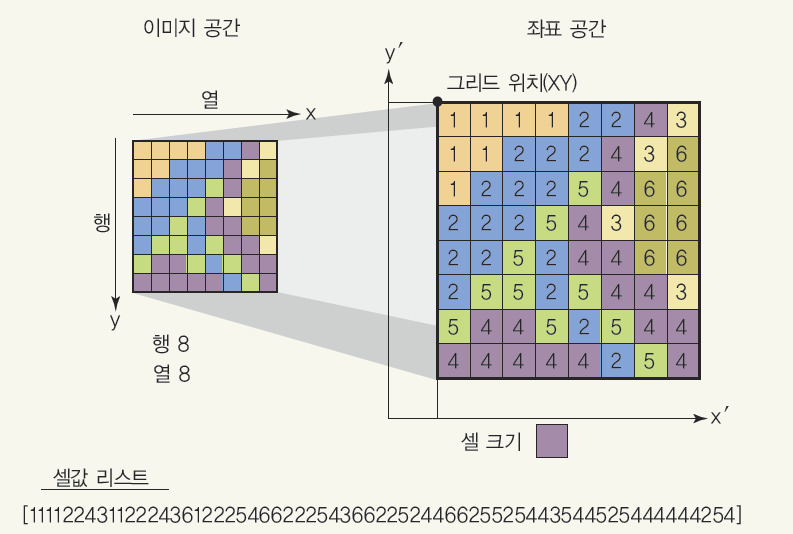 이미지 공간
좌표 공간
y′
그리드 위치(XY)
열
x
1 1 1 1 2 2 4 3
1 1 2 2 2 4 3 6
1 2 2 2 5 4 6 6
행
2 2 2 5 4 3 6 6
2 2 5 2 4 4 6 6
2 5 5 2 5 4 4 3
y
5 4 4 5 2 5 4 4
행 8
4 4 4 4 4 2 5 4
열 8
x′
셀 크기
셀값 리스트
[1111224311222436122254662225436622524466255254435445254444444254]